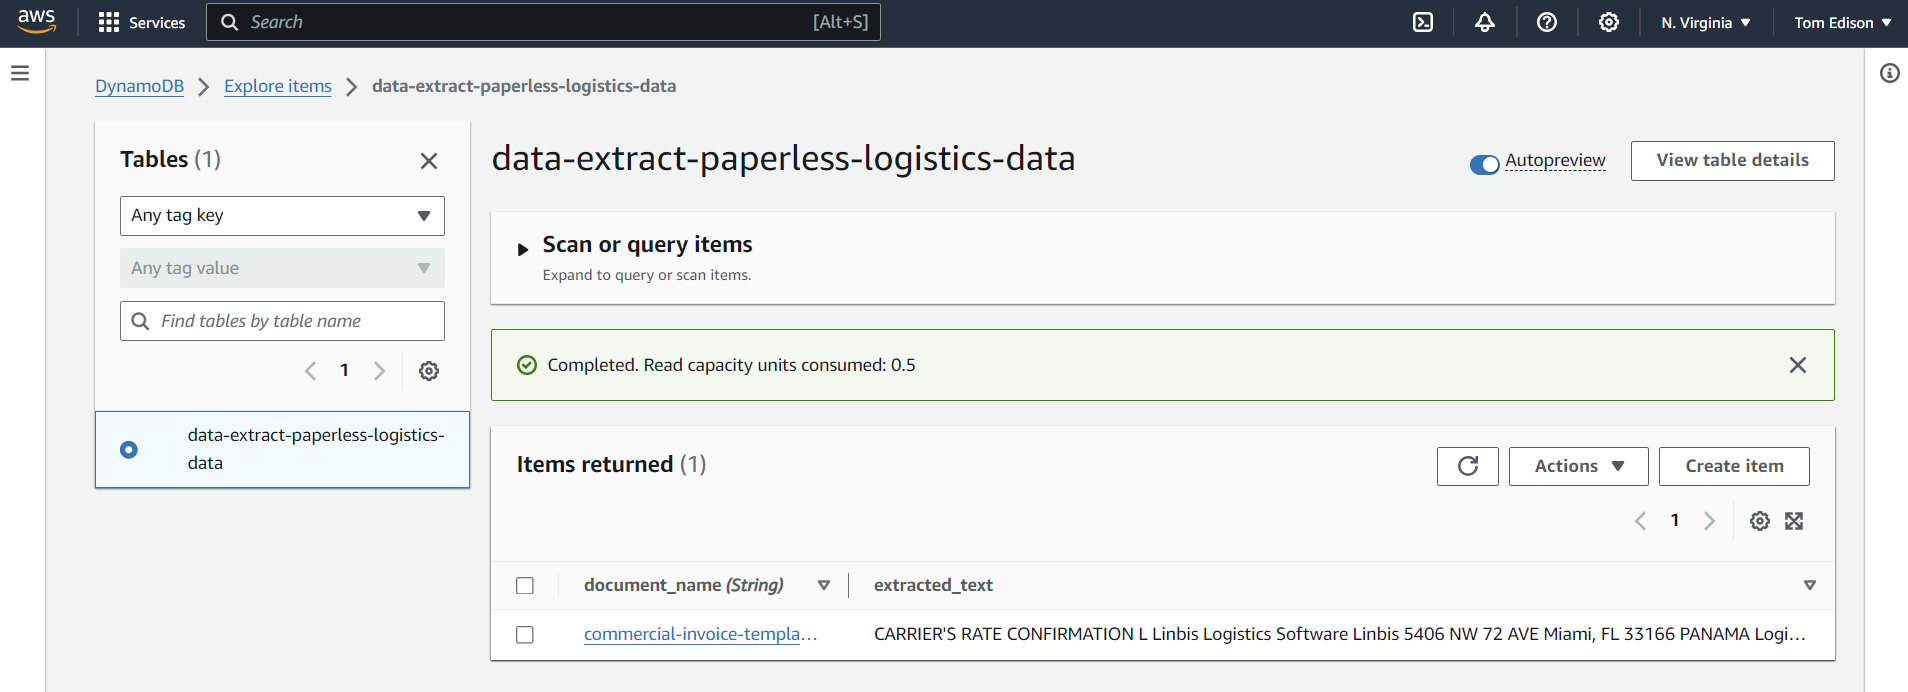 aws Services Search [Alt+S] N. Virginia Tom Edison
DynamoDB Explore items data-extract-paperless-logistics-data
Tables (1)
Any tag key
Any tag value
Find tables by table name
1
data-extract-paperless-logistics-
data
data-extract-paperless-logistics-data
Autopreview View table details
Scan or query items
Expand to query or scan items.
Completed. Read capacity units consumed: 0.5
Items returned (1)
Actions Create item
1
document_name (String) extracted_text
commercial-invoice-templa... CARRIER'S RATE CONFIRMATION L Linbis Logistics Software Linbis 5406 NW 72 AVE Miami, FL 33166 PANAMA Logi...